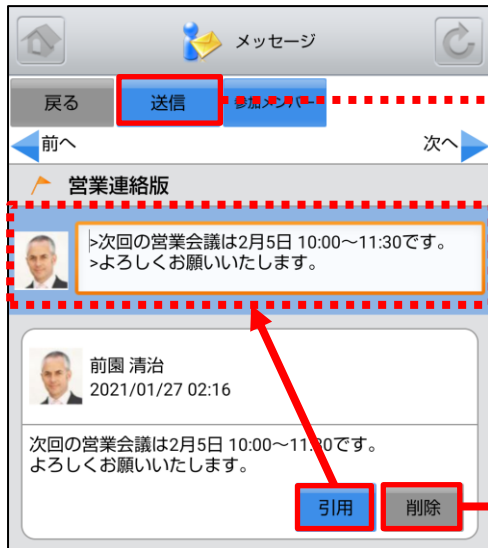 メッセージ
戻る
送信
参加メンバー
前へ
次へ
営業連絡版
>次回の営業会議は2月5日 10:00～11:30です。
>よろしくお願いいたします。
前園 清治
2021/01/27 02:16
次回の営業会議は2月5日 10:00～11:30です。
よろしくお願いいたします。
引用
削除